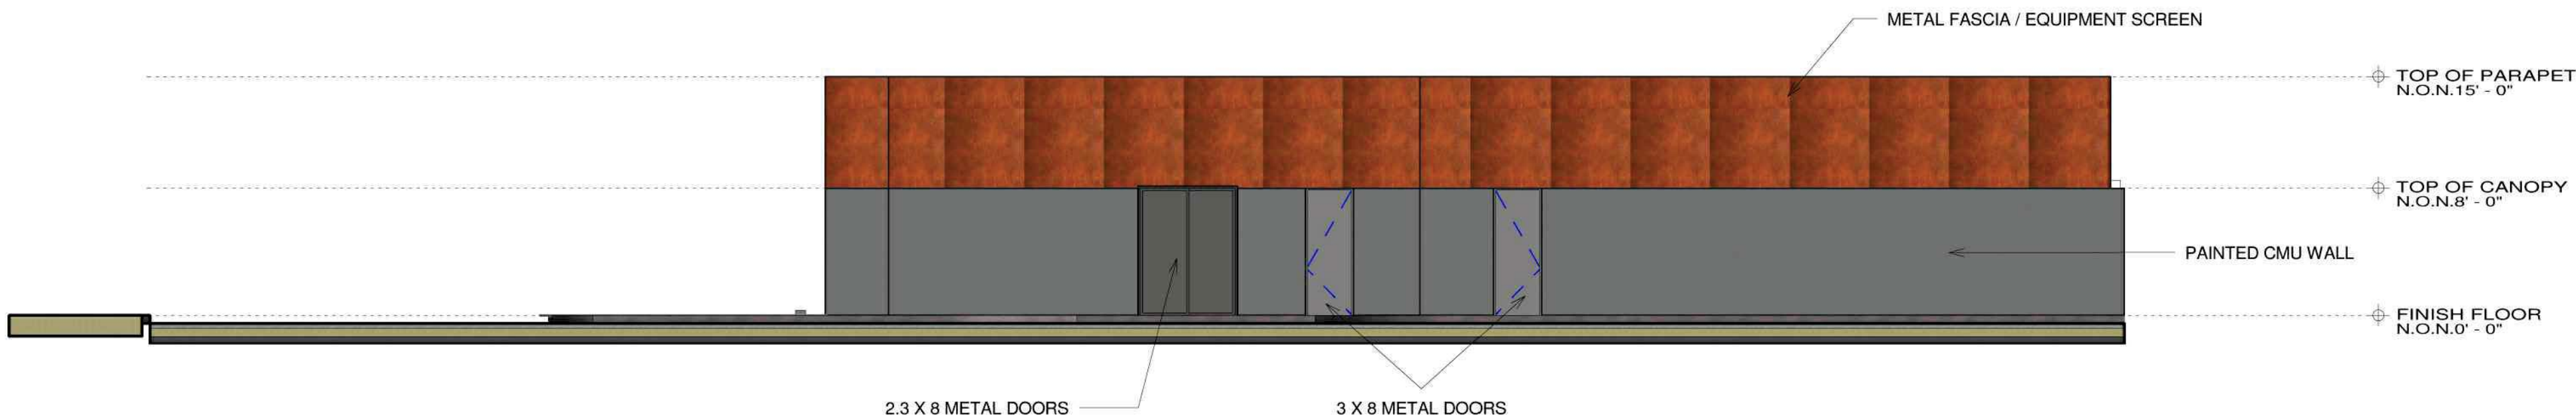 METAL FASCIA / EQUIPMENT SCREEN
TOP OF PARAPET
N.O.N.15' - 0"
TOP OF CANOPY
N.O.N.8' - 0"
PAINTED CMU WALL
FINISH FLOOR
N.O.N.0' - 0"
2.3 X 8 METAL DOORS
3 X 8 METAL DOORS